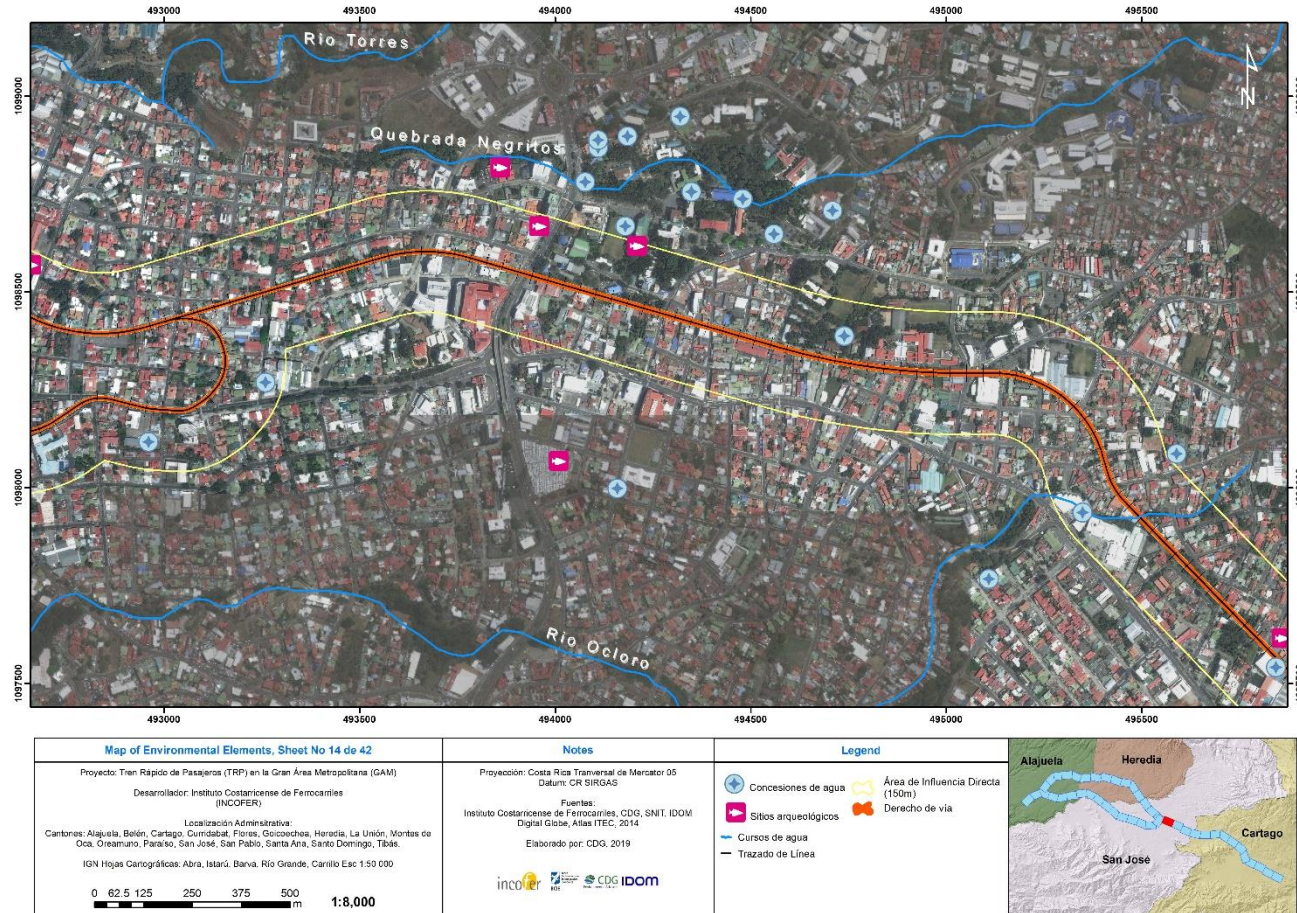 493000
493500
494000
494500
495000
495500
1099000
1098500
1098000
1097500
Rio Torres
Quebrada Negritos
Rio Ocloro
N
493000
493500
494000
494500
495000
495500
Map of Environmental Elements, Sheet No 14 de 42
Proyecto: Tren Rápido de Pasajeros (TRP) en la Gran Área Metropolitana (GAM)
Desarrollador: Instituto Costarricense de Ferrocarriles
(INCOFER)
Localización Adminsitrativa:
Cantones: Alajuela, Belén, Cartago, Curridabat, Flores, Goicoechea, Heredia, La Unión, Montes de
Oca, Oreamuno, Paraíso, San José, San Pablo, Santa Ana, Santo Domingo, Tibás.
IGN Hojas Cartográficas: Abra, Istarú, Barva, Río Grande, Carrillo Esc 1:50 000
0 62.5 125 250 375 500
m
1:8,000
Notes
Proyección: Costa Rica Tranversal de Mercator 05
Datum: CR SIRGAS
Fuentes:
Instituto Costarricense de Ferrocarriles, CDG, SNIT, IDOM
Digital Globe, Atlas ITEC, 2014
Elaborado por: CDG, 2019
incofer
CDG
IDOM
Legend
Concesiones de agua
Sitios arqueológicos
Cursos de agua
Trazado de Línea
Área de Influencia Directa
(150m)
Derecho de vía
Alajuela
Heredia
Cartago
San José